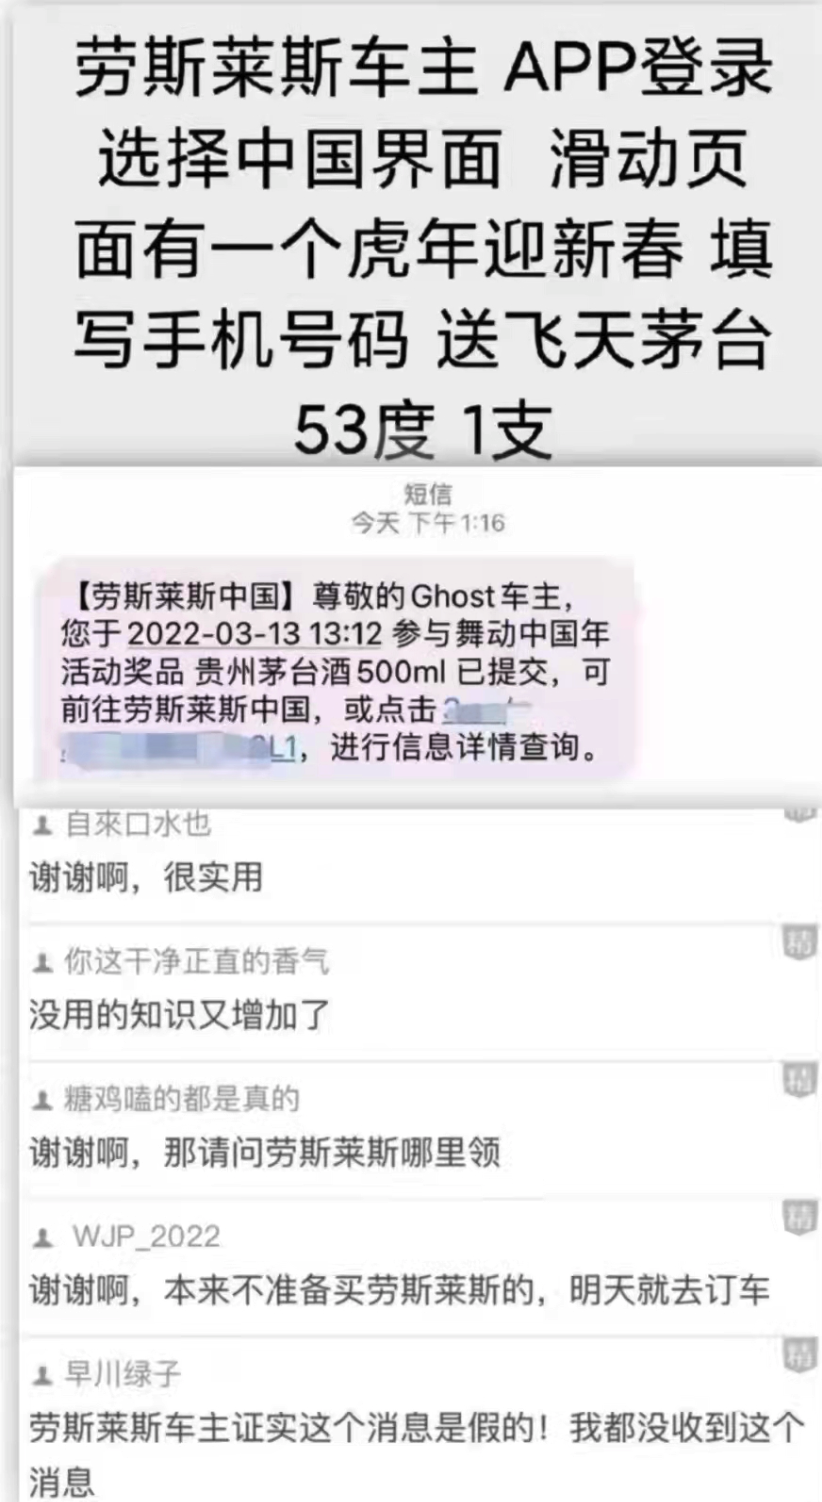 劳斯莱斯车主 APP登录
选择中国界面 滑动页
面有一个虎年迎新春 填
写手机号码 送飞天茅台
53度 1支
短信
今天 下午1:16
【劳斯莱斯中国】尊敬的Ghost车主，
您于2022-03-13 13:12 参与舞动中国年
活动奖品 贵州茅台酒500ml 已提交，可
前往劳斯莱斯中国，或点击
L1，进行信息详情查询。
自來口水也
谢谢啊，很实用
精
你这干净正直的香气
没用的知识又增加了
精
糖鸡嗑的都是真的
谢谢啊，那请问劳斯莱斯哪里领
精
WJP_2022
谢谢啊，本来不准备买劳斯莱斯的，明天就去订车
精
早川绿子
劳斯莱斯车主证实这个消息是假的！我都没收到这个
消息